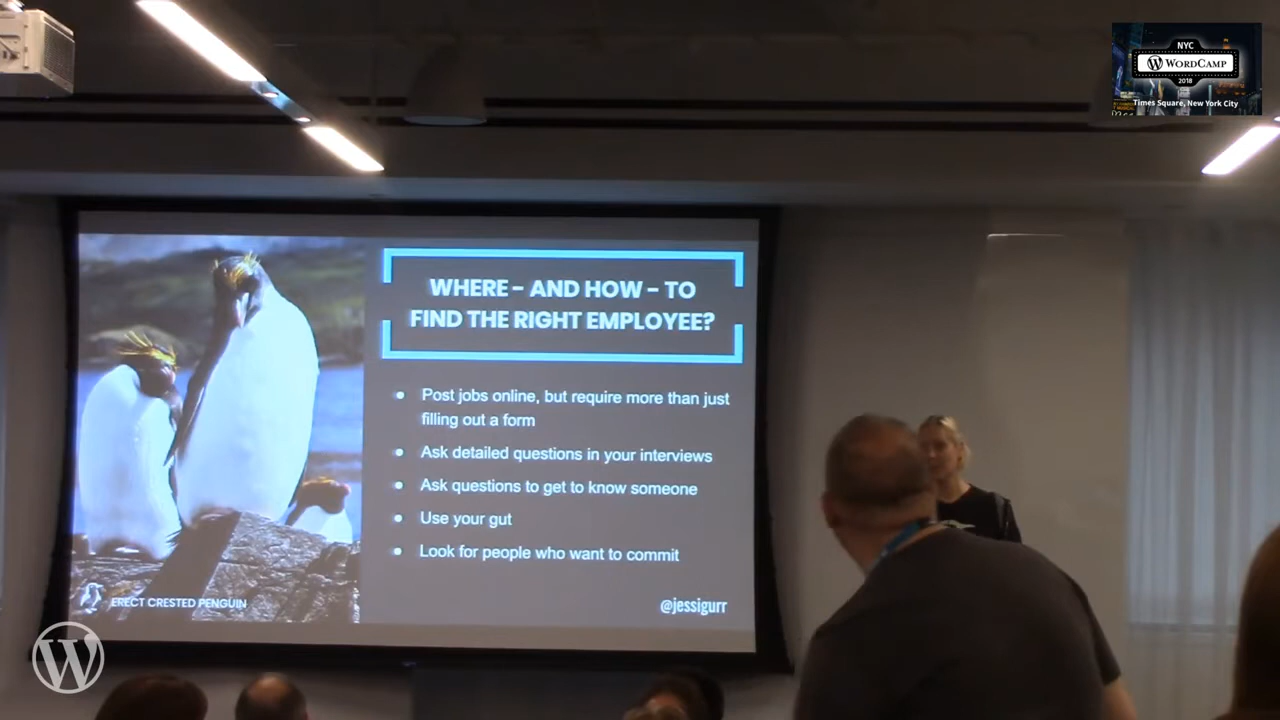 NYC
WORDCAMP
2018
Times Square, New York City
WHERE - AND HOW - TO
FIND THE RIGHT EMPLOYEE?
• Post jobs online, but require more than just
filling out a form
• Ask detailed questions in your interviews
• Ask questions to get to know someone
• Use your gut
• Look for people who want to commit
ERECT CRESTED PENGUIN
@jessigurr